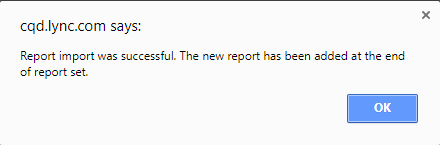 cqd.lync.com says:
Report import was successful. The new report has been added at the end
of report set.
OK